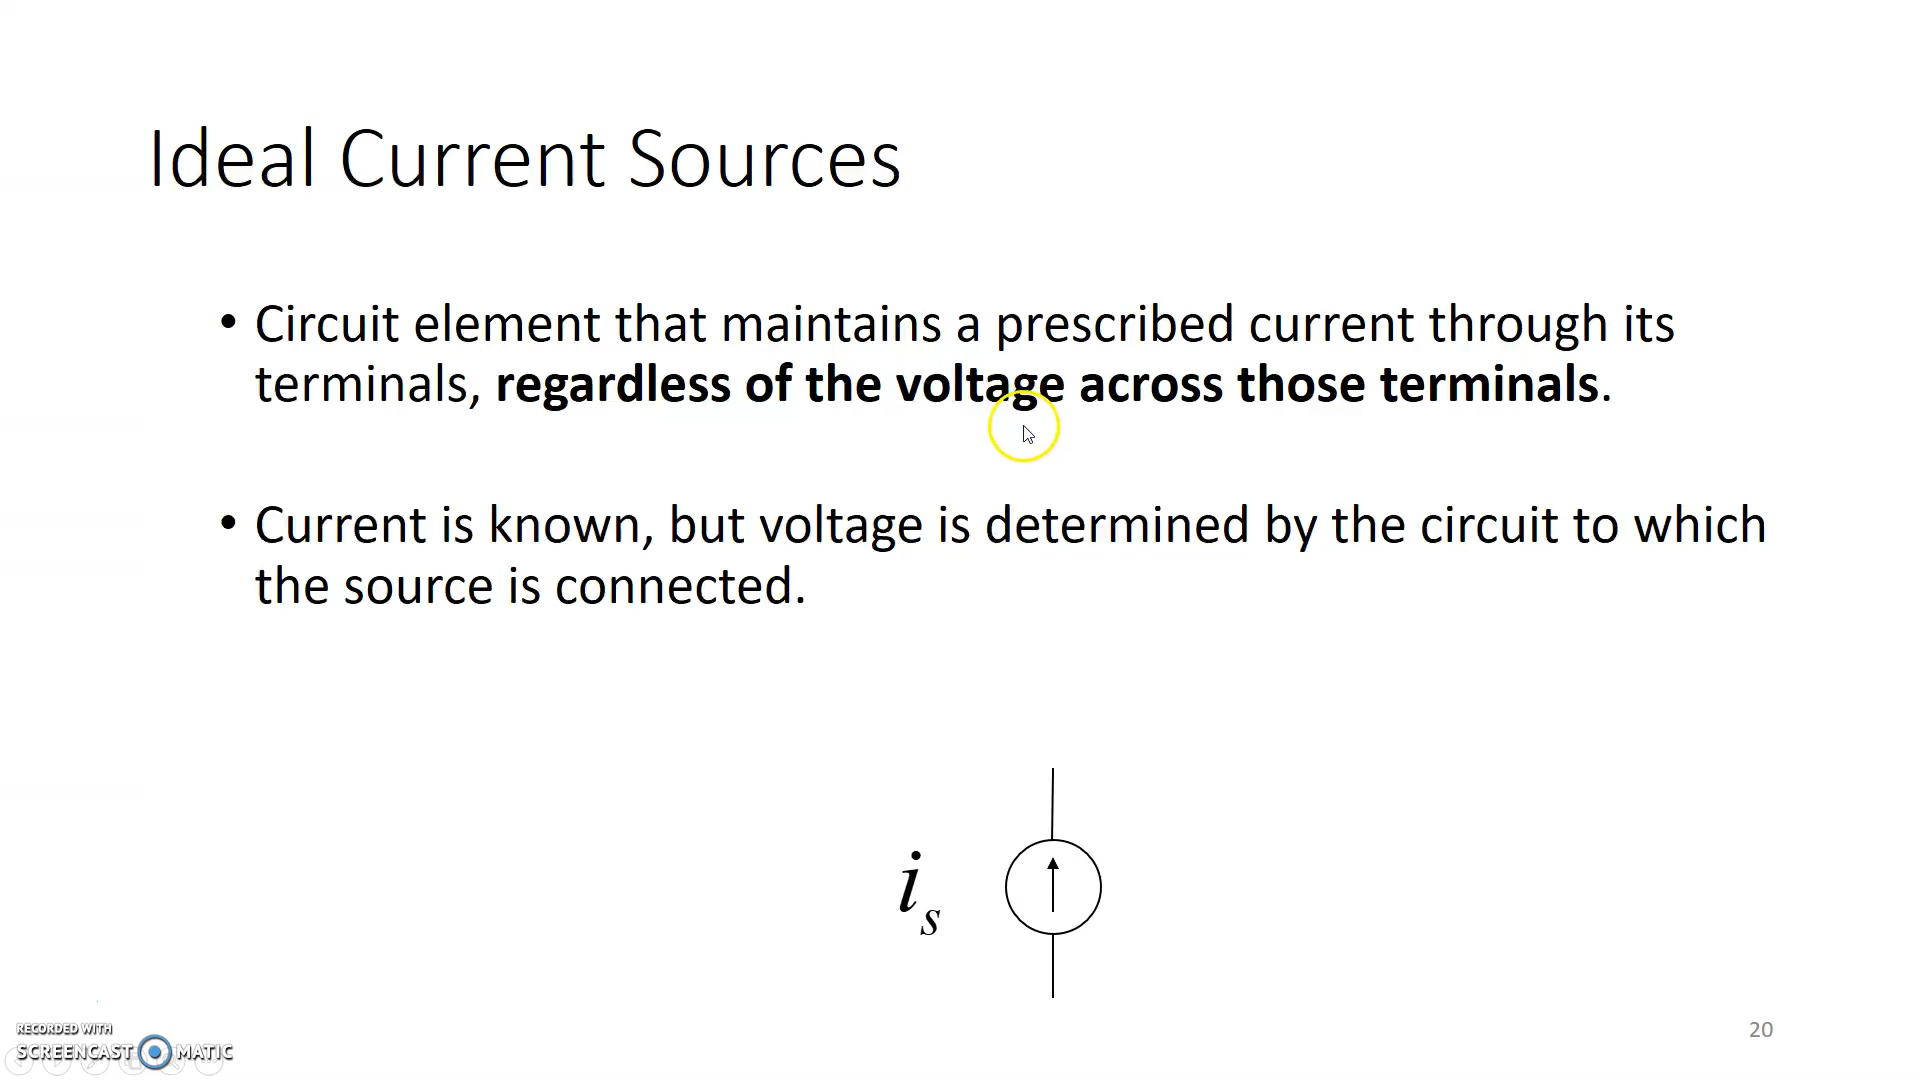 Ideal Current Sources
• Circuit element that maintains a prescribed current through its
terminals, regardless of the voltage across those terminals.
• Current is known, but voltage is determined by the circuit to which
the source is connected.
i_s
RECORDED WITH
SCREENCAST MATIC
20